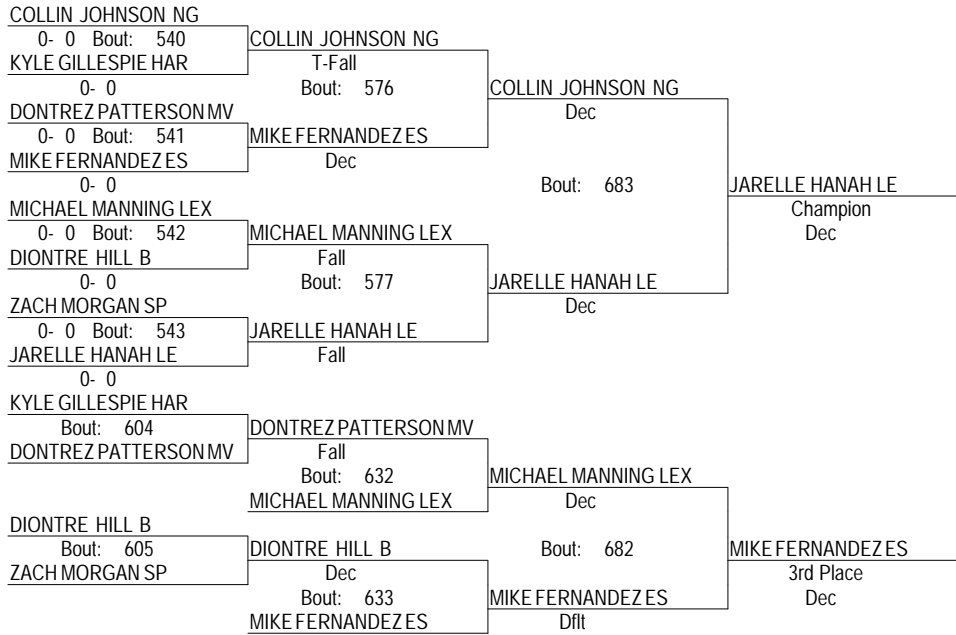 COLLIN JOHNSON NG
0- 0 Bout: 540 COLLIN JOHNSON NG
KYLE GILLESPIE HAR T-Fall
0- 0 Bout: 576 COLLIN JOHNSON NG
DONTREZ PATTERSON MV Dec
0- 0 Bout: 541 MIKE FERNANDEZ ES
MIKE FERNANDEZ ES Dec
0- 0 Bout: 683 JARELLE HANAH LE
MICHAEL MANNING LEX Champion
0- 0 Bout: 542 MICHAEL MANNING LEX Dec
DIONTRE HILL B Fall
0- 0 Bout: 577 JARELLE HANAH LE
ZACH MORGAN SP Dec
0- 0 Bout: 543 JARELLE HANAH LE
JARELLE HANAH LE Fall
0- 0
KYLE GILLESPIE HAR
Bout: 604 DONTREZ PATTERSON MV
DONTREZ PATTERSON MV Fall
Bout: 632 MICHAEL MANNING LEX
MICHAEL MANNING LEX Dec
DIONTRE HILL B
Bout: 605 DIONTRE HILL B Bout: 682 MIKE FERNANDEZ ES
ZACH MORGAN SP Dec 3rd Place
Bout: 633 MIKE FERNANDEZ ES Dec
MIKE FERNANDEZ ES Dflt